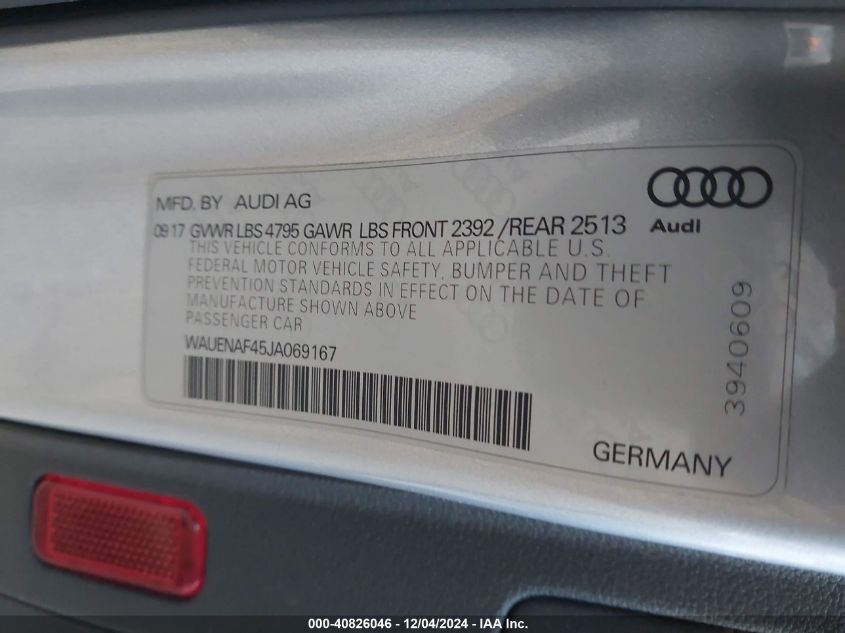 MFD. BY AUDI AG
09 17 GVWR LBS 4795 GAWR LBS FRONT 2392 /REAR 2513
Audi
THIS VEHICLE CONFORMS TO ALL APPLICABLE U.S.
FEDERAL MOTOR VEHICLE SAFETY, BUMPER AND THEFT
PREVENTION STANDARDS IN EFFECT ON THE DATE OF
MANUFACTURE SHOWN ABOVE
PASSENGER CAR
WAUENAF45JA069167
3940609
GERMANY
000-40826046 - 12/04/2024 - IAA Inc.